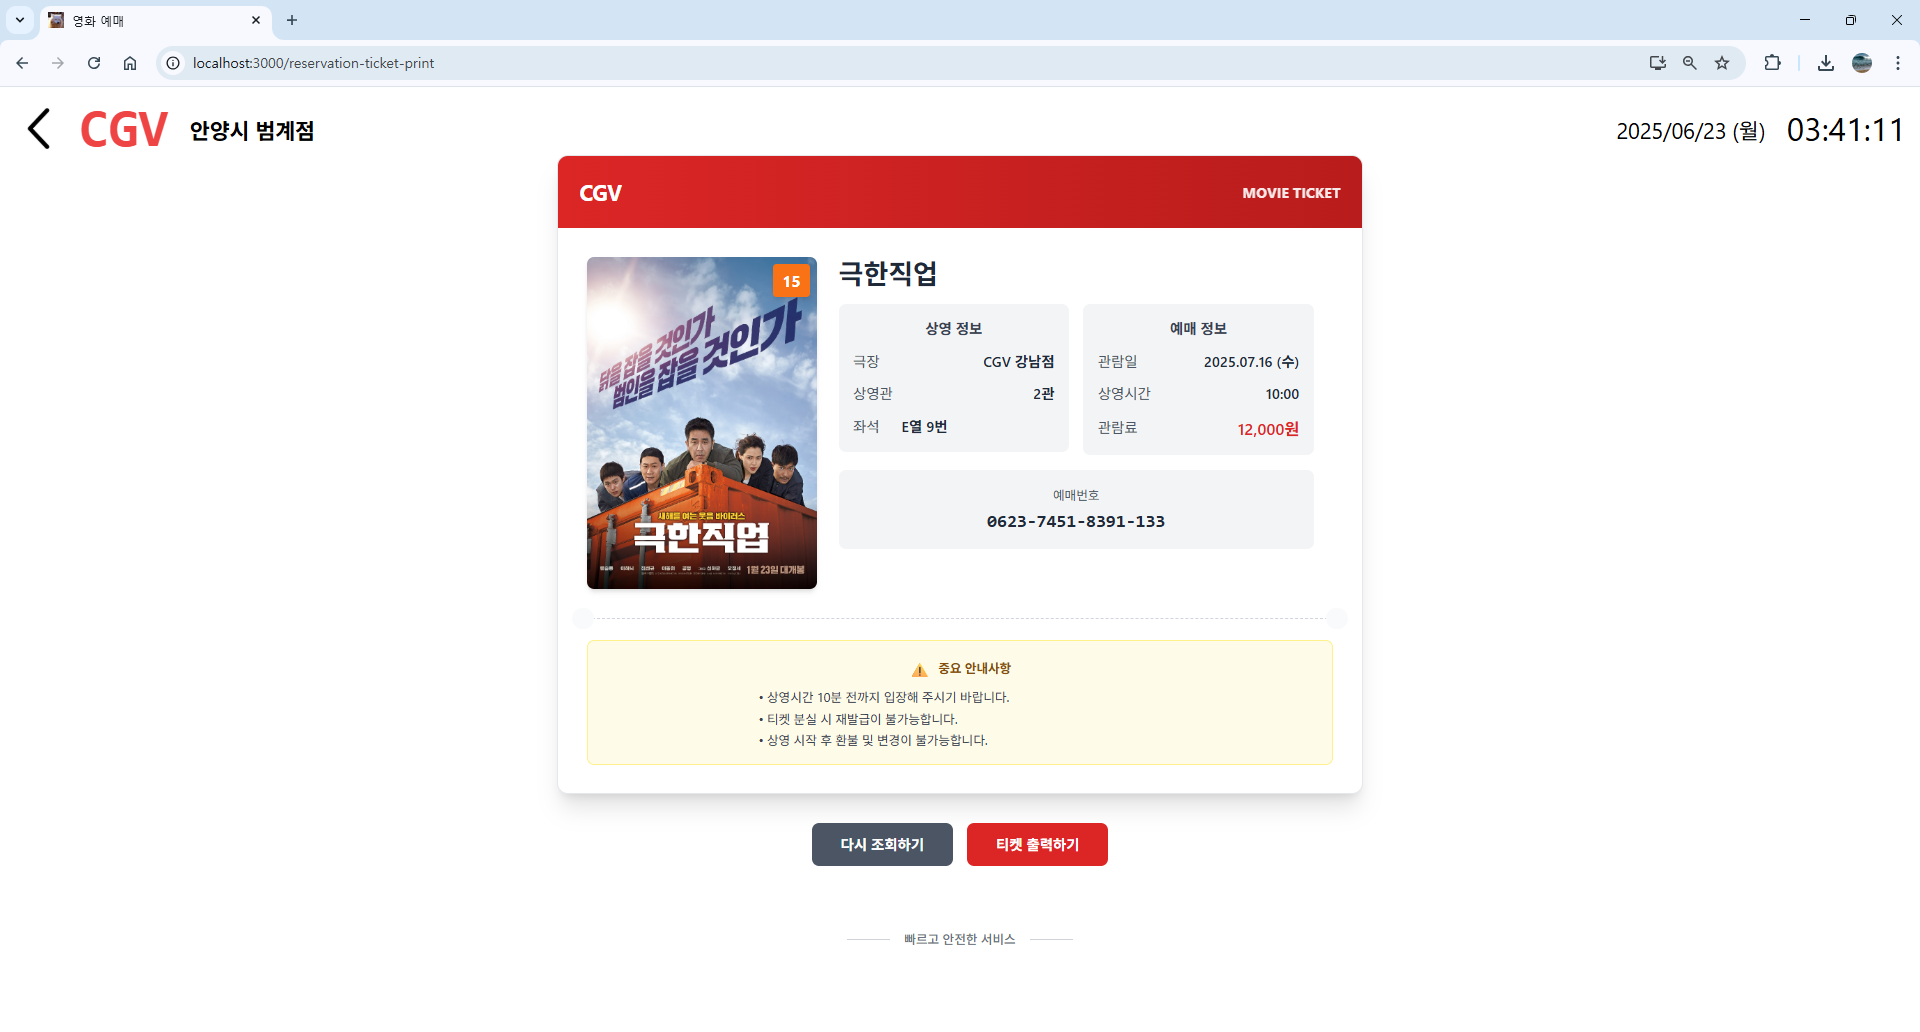 영화 예매
localhost:3000/reservation-ticket-print
CGV 안양시 범계점
2025/06/23 (월) 03:41:11
CGV
MOVIE TICKET
15
닭을 잡을 것인가
범인을 잡을 것인가
새해를 여는 웃음 바이러스
극한직업
1월 23일 대개봉
극한직업
상영 정보
극장 CGV 강남점
상영관 2관
좌석 E열 9번
예매 정보
관람일 2025.07.16 (수)
상영시간 10:00
관람료 12,000원
예매번호
0623-7451-8391-133
중요 안내사항
• 상영시간 10분 전까지 입장해 주시기 바랍니다.
• 티켓 분실 시 재발급이 불가능합니다.
• 상영 시작 후 환불 및 변경이 불가능합니다.
다시 조회하기
티켓 출력하기
빠르고 안전한 서비스